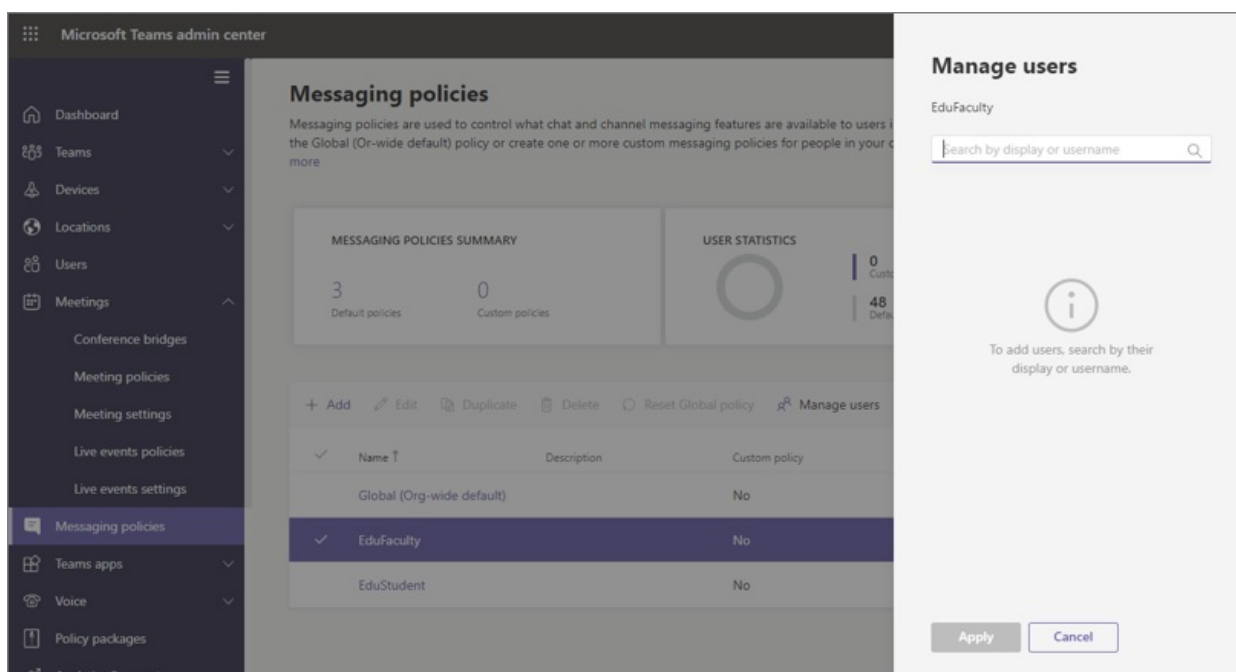 Microsoft Teams admin center
Dashboard
Teams
Devices
Locations
Users
Meetings
Conference bridges
Meeting policies
Meeting settings
Live events policies
Live events settings
Messaging policies
Teams apps
Voice
Policy packages
Messaging policies
Messaging policies are used to control what chat and channel messaging features are available to users i
the Global (Or-wide default) policy or create one or more custom messaging policies for people in your
more
MESSAGING POLICIES SUMMARY
3
Default policies
0
Custom policies
USER STATISTICS
0
Custo
48
Defau
+ Add Edit Duplicate Delete Reset Global policy Manage users
Name ↑ Description Custom policy
Global (Org-wide default) No
EduFaculty No
EduStudent No
Manage users
EduFaculty
Search by display or username
To add users, search by their
display or username.
Apply Cancel